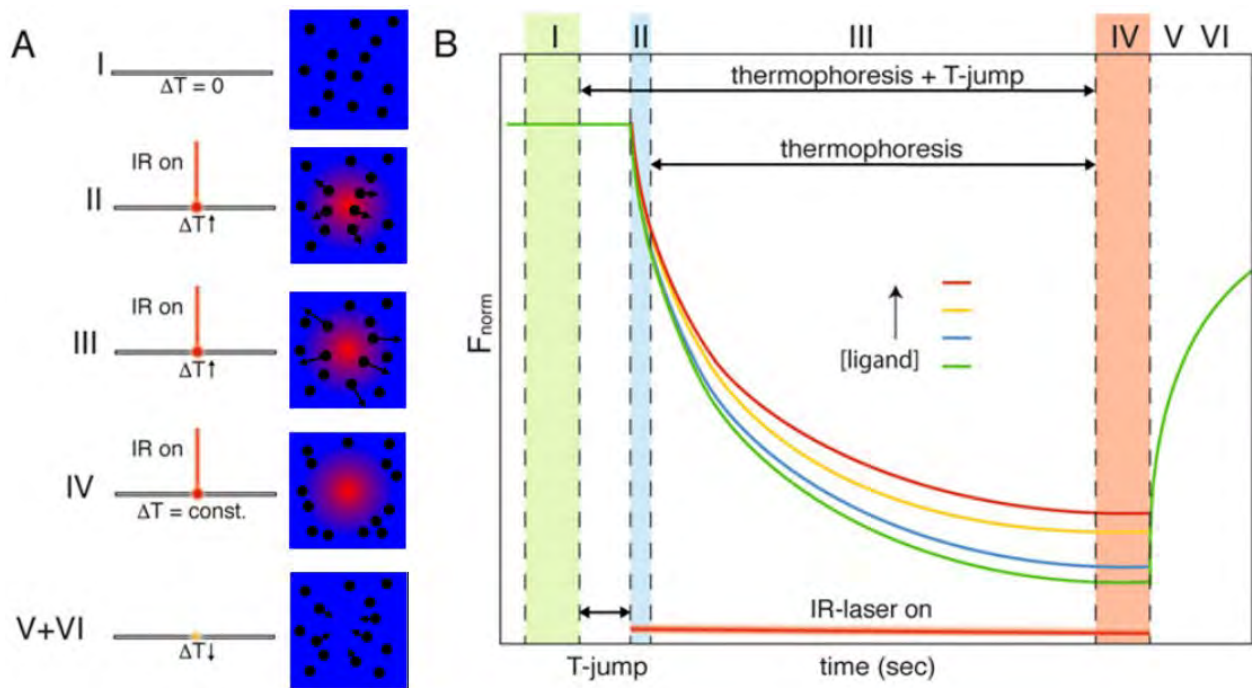 A
I
ΔT = 0
IR on
II
ΔT↑
IR on
III
ΔT↑
IR on
IV
ΔT = const.
V+VI
ΔT↓
B
I II III IV V VI
thermophoresis + T-jump
thermophoresis
F_norm
[ligand]
IR-laser on
T-jump
time (sec)